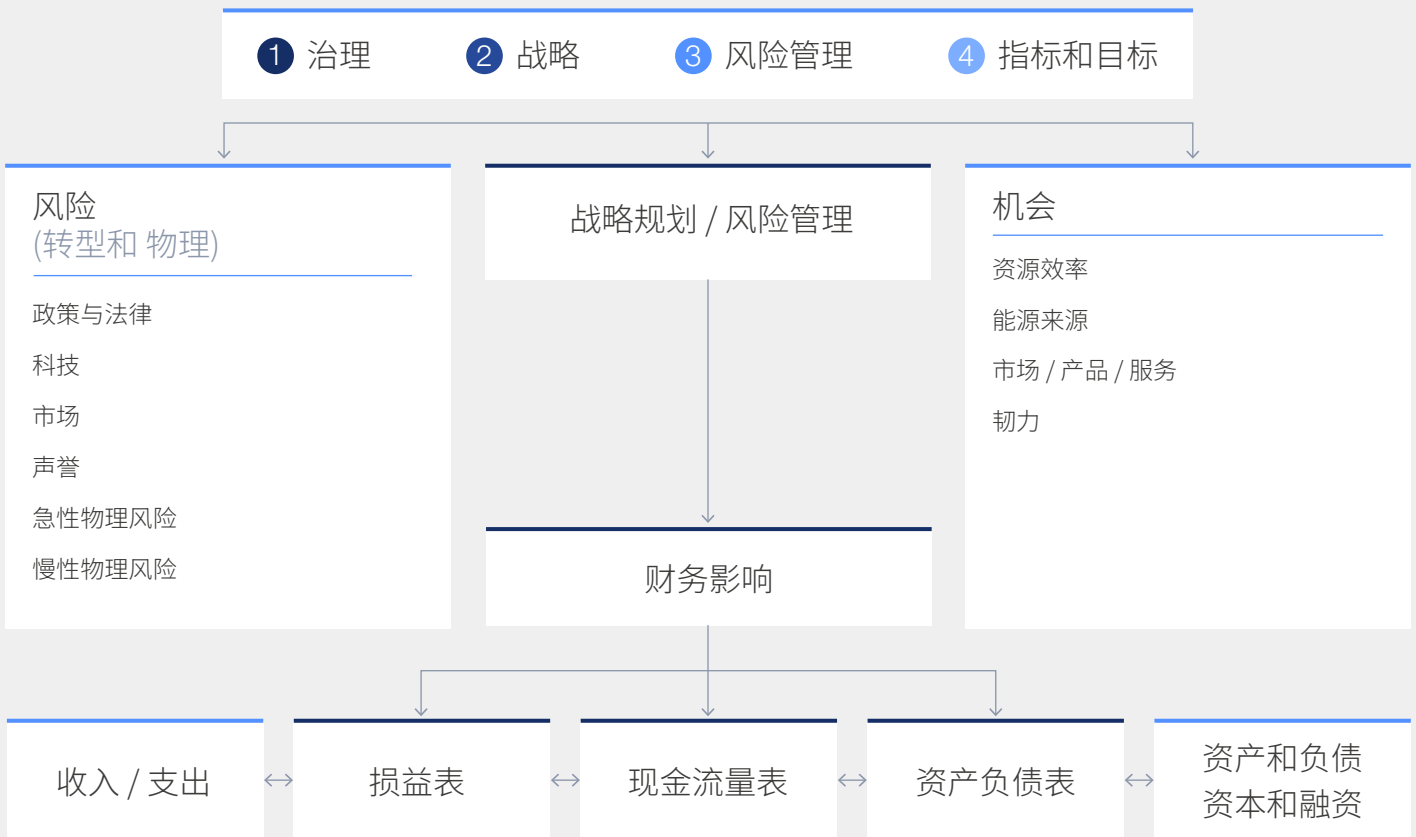 1 治理 2 战略 3 风险管理 4 指标和目标
风险
(转型和 物理)
政策与法律
科技
市场
声誉
急性物理风险
慢性物理风险
战略规划 / 风险管理
机会
资源效率
能源来源
市场 / 产品 / 服务
韧力
财务影响
收入 / 支出
损益表
现金流量表
资产负债表
资产和负债
资本和融资